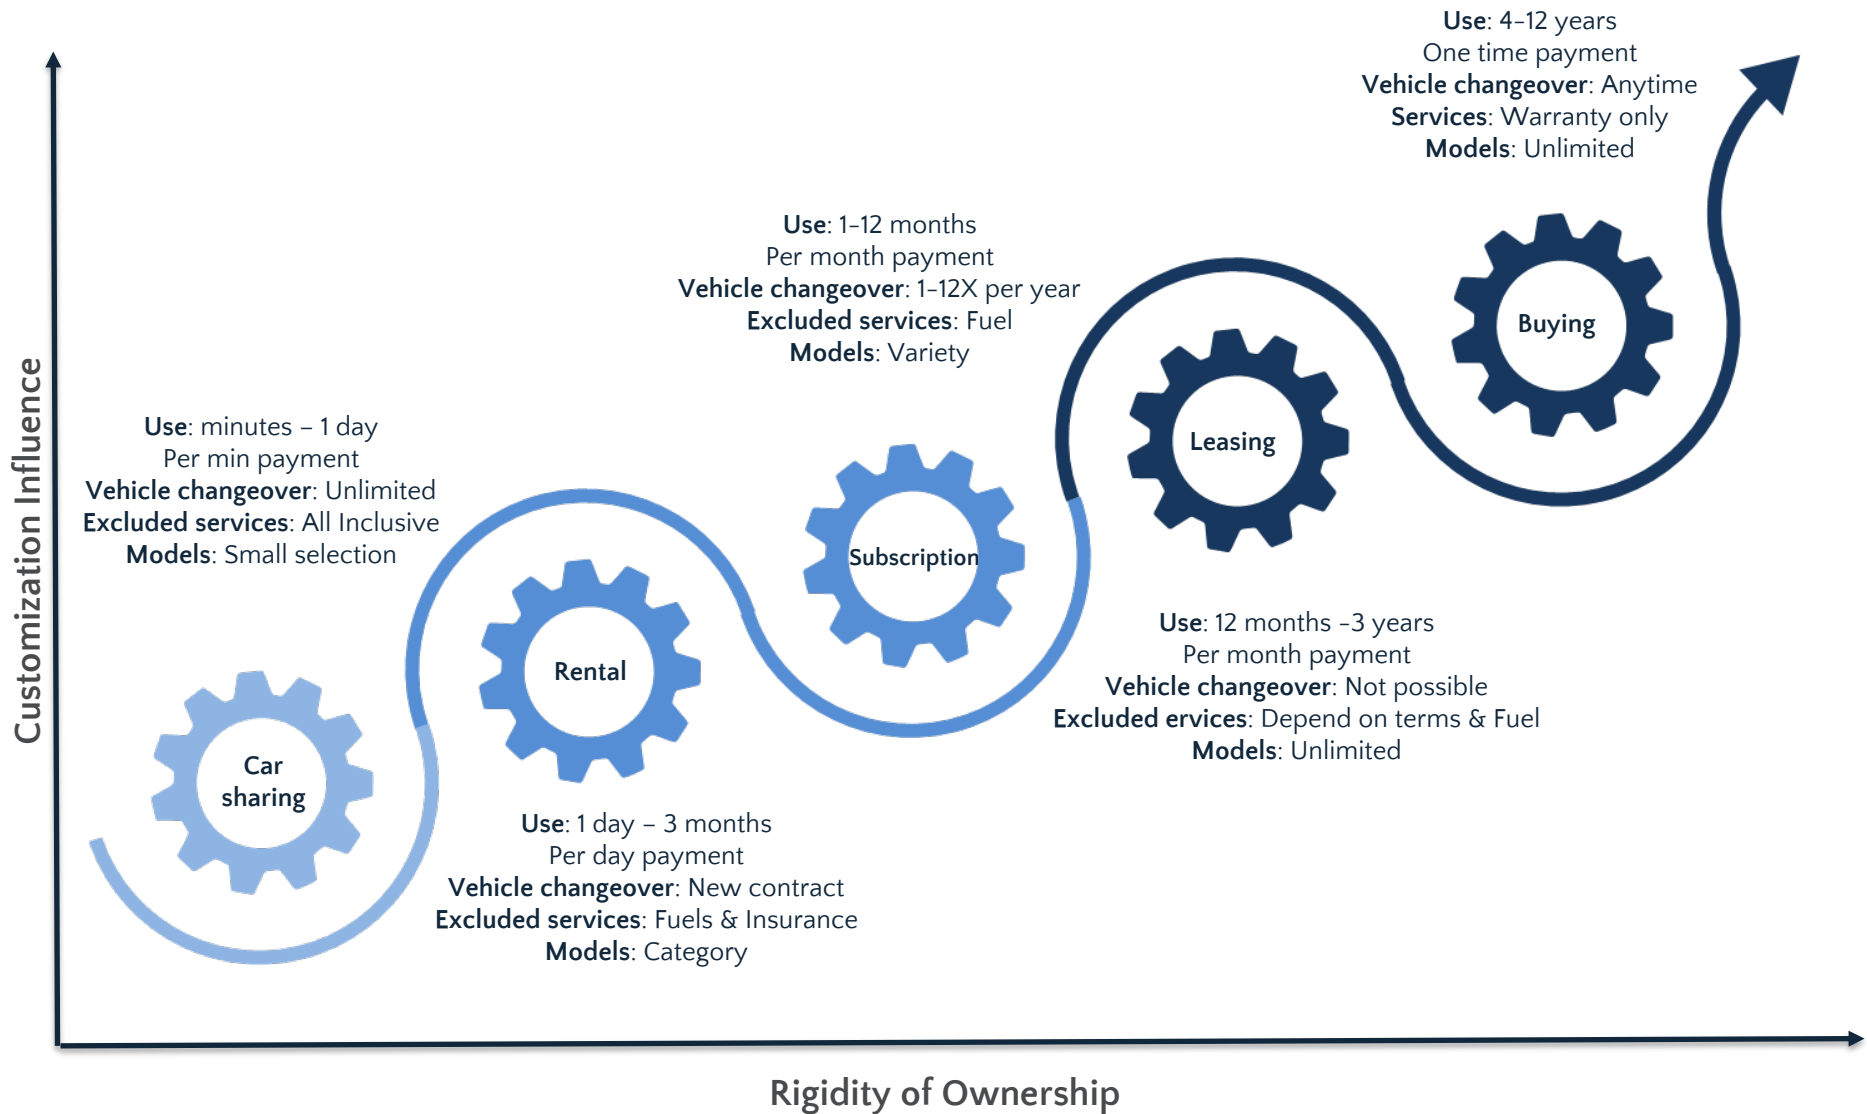 Use: 4-12 years
One time payment
Vehicle changeover: Anytime
Services: Warranty only
Models: Unlimited
Buying
Use: 1-12 months
Per month payment
Vehicle changeover: 1-12X per year
Excluded services: Fuel
Models: Variety
Subscription
Leasing
Use: 12 months -3 years
Per month payment
Vehicle changeover: Not possible
Excluded ervices: Depend on terms & Fuel
Models: Unlimited
Customization Influence
Use: minutes – 1 day
Per min payment
Vehicle changeover: Unlimited
Excluded services: All Inclusive
Models: Small selection
Car
sharing
Rental
Use: 1 day – 3 months
Per day payment
Vehicle changeover: New contract
Excluded services: Fuels & Insurance
Models: Category
Rigidity of Ownership